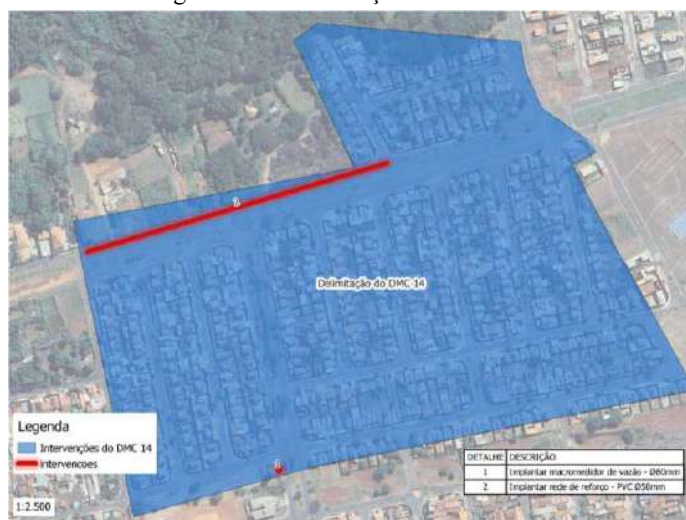 2
Delimitação do DMC 14
Legenda
Intervenções do DMC 14
intervencoes
1
1:2.500
DETALHE DESCRIÇÃO
1 Implantar macromedidor de vazão - Ø60mm
2 Implantar rede de reforço - PVC Ø50mm